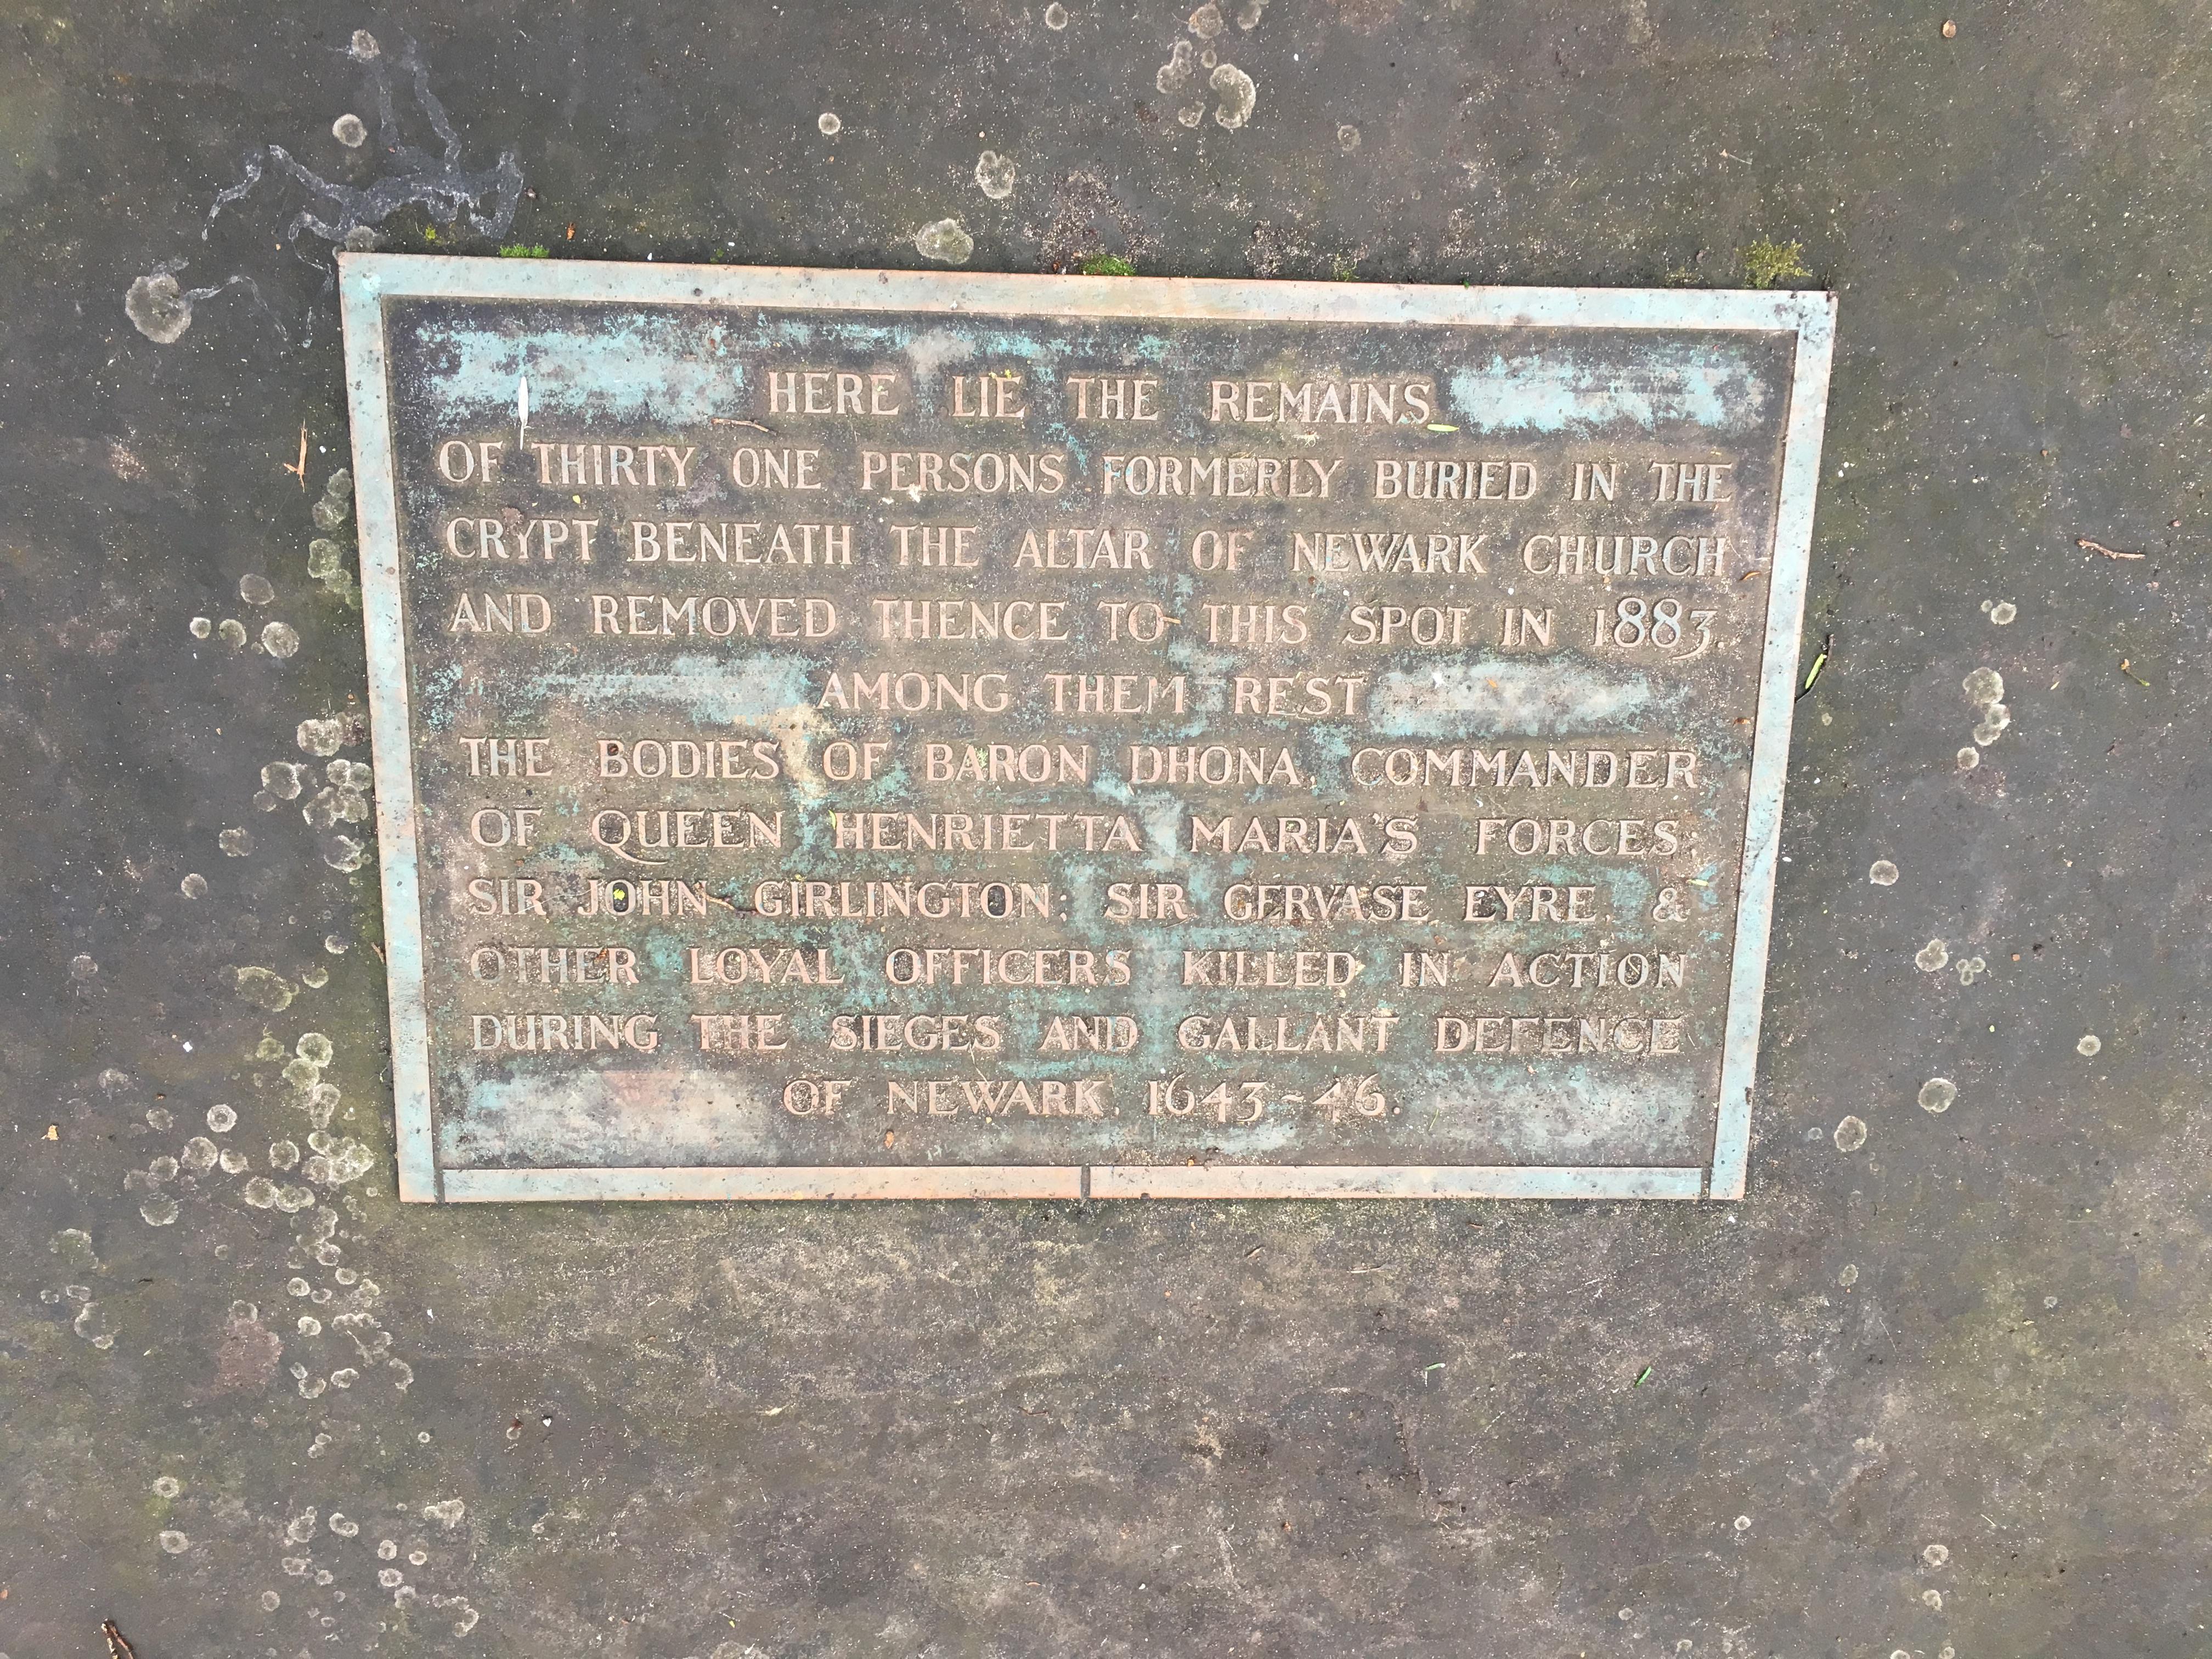 HERE LIE THE REMAINS
OF THIRTY ONE PERSONS FORMERLY BURIED IN THE
CRYPT BENEATH THE ALTAR OF NEWARK CHURCH
AND REMOVED THENCE TO THIS SPOT IN 1883.
AMONG THEM REST
THE BODIES OF BARON DHONA, COMMANDER
OF QUEEN HENRIETTA MARIA'S FORCES;
SIR JOHN GIRLINGTON; SIR GERVASE EYRE, &
OTHER LOYAL OFFICERS KILLED IN ACTION
DURING THE SIEGES AND GALLANT DEFENCE
OF NEWARK, 1643~46.